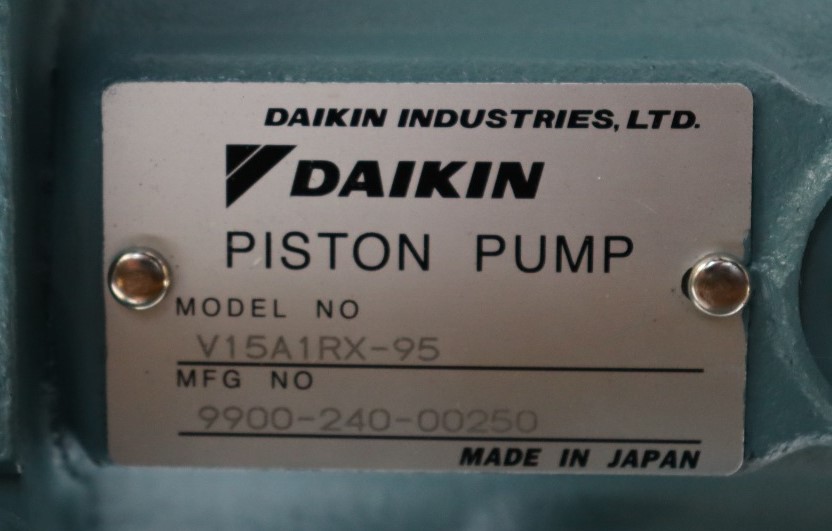 DAIKIN INDUSTRIES, LTD.
DAIKIN
PISTON PUMP
MODEL NO
V15A1RX-95
MFG NO
9900-240-00250
MADE IN JAPAN